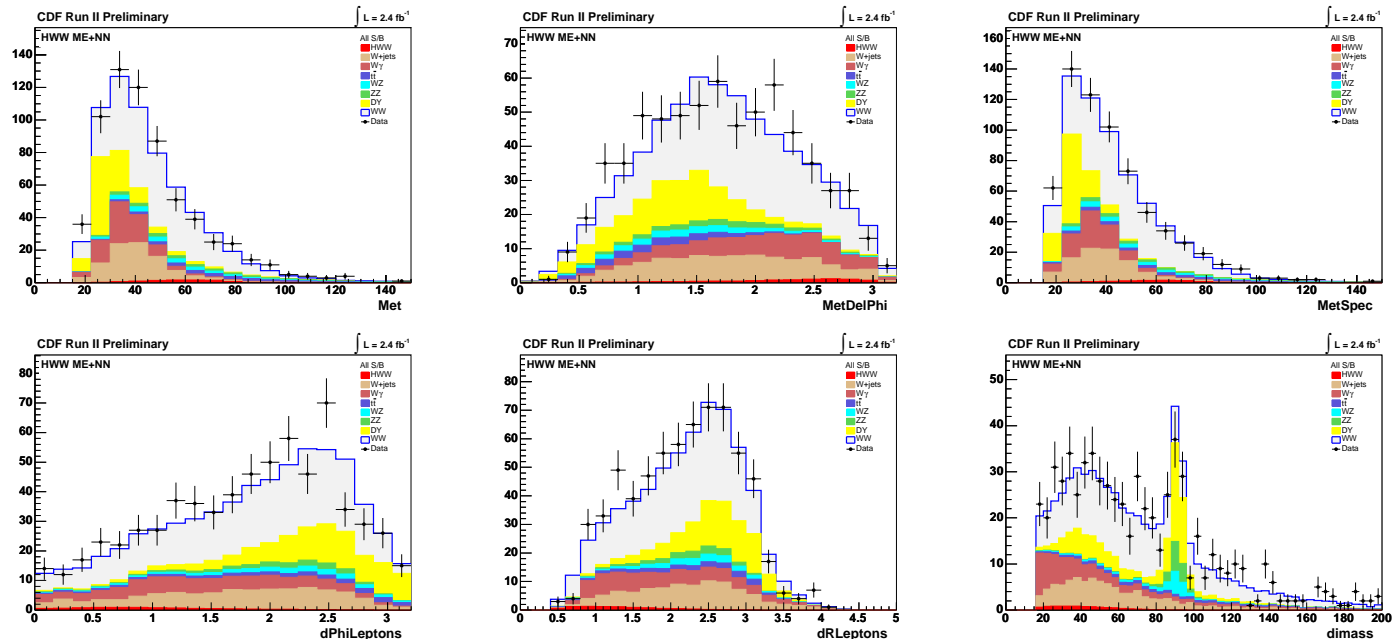 CDF Run II Preliminary ∫ L = 2.4 fb⁻¹
HWW ME+NN
All S/B
HWW
W+jets
Wγ
tt̄
WZ
ZZ
DY
WW
Data
140
120
100
80
60
40
20
0
0 20 40 60 80 100 120 140
Met
CDF Run II Preliminary ∫ L = 2.4 fb⁻¹
HWW ME+NN
All S/B
HWW
W+jets
Wγ
tt̄
WZ
ZZ
DY
WW
Data
70
60
50
40
30
20
10
0
0 0.5 1 1.5 2 2.5 3
MetDelPhi
CDF Run II Preliminary ∫ L = 2.4 fb⁻¹
HWW ME+NN
All S/B
HWW
W+jets
Wγ
tt̄
WZ
ZZ
DY
WW
Data
160
140
120
100
80
60
40
20
0
0 20 40 60 80 100 120 140
MetSpec
CDF Run II Preliminary ∫ L = 2.4 fb⁻¹
HWW ME+NN
All S/B
HWW
W+jets
Wγ
tt̄
WZ
ZZ
DY
WW
Data
80
70
60
50
40
30
20
10
0
0 0.5 1 1.5 2 2.5 3
dPhiLeptons
CDF Run II Preliminary ∫ L = 2.4 fb⁻¹
HWW ME+NN
All S/B
HWW
W+jets
Wγ
tt̄
WZ
ZZ
DY
WW
Data
80
70
60
50
40
30
20
10
0
0 0.5 1 1.5 2 2.5 3 3.5 4 4.5 5
dRLeptons
CDF Run II Preliminary ∫ L = 2.4 fb⁻¹
HWW ME+NN
All S/B
HWW
W+jets
Wγ
tt̄
WZ
ZZ
DY
WW
Data
50
40
30
20
10
0
0 20 40 60 80 100 120 140 160 180 200
dimass